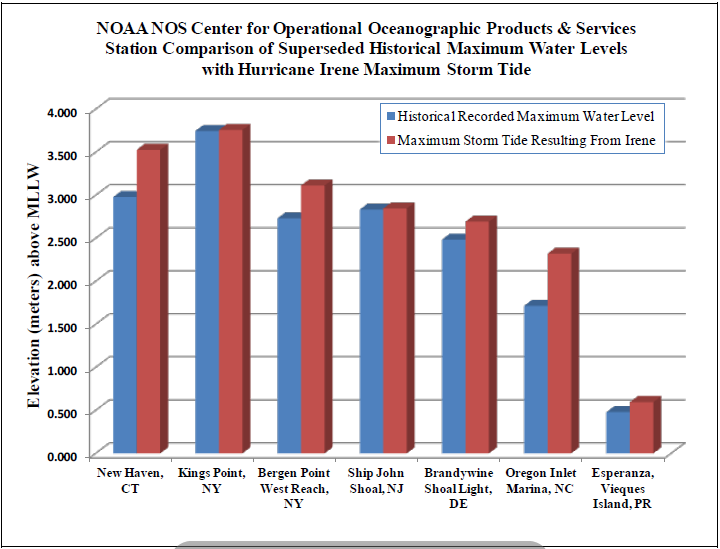 NOAA NOS Center for Operational Oceanographic Products & Services
Station Comparison of Superseded Historical Maximum Water Levels
with Hurricane Irene Maximum Storm Tide
Historical Recorded Maximum Water Level
Maximum Storm Tide Resulting From Irene
Elevation (meters) above MLLW
4.000
3.500
3.000
2.500
2.000
1.500
1.000
0.500
0.000
New Haven,
CT
Kings Point,
NY
Bergen Point
West Reach,
NY
Ship John
Shoal, NJ
Brandywine
Shoal Light,
DE
Oregon Inlet
Marina, NC
Esperanza,
Vieques
Island, PR